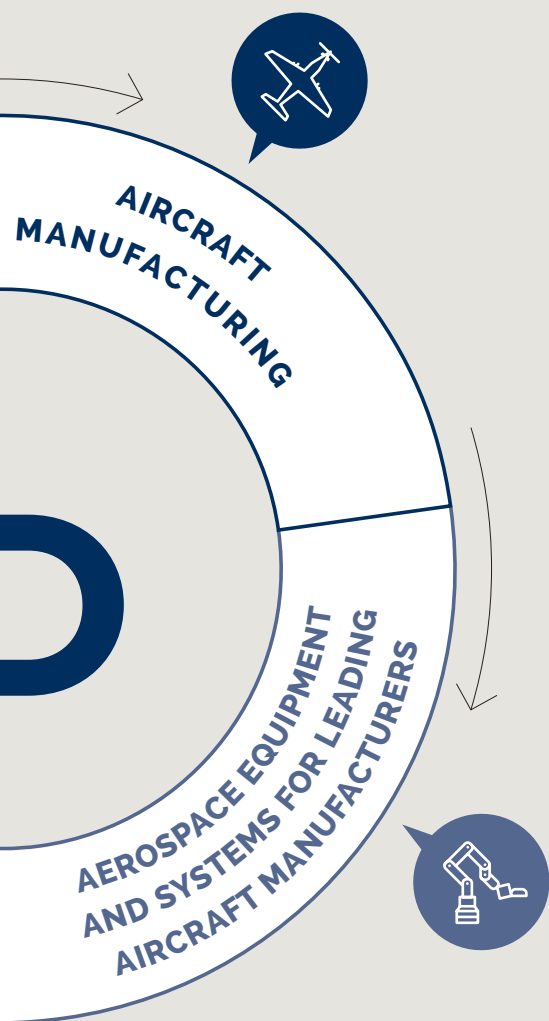 AIRCRAFT
MANUFACTURING
AEROSPACE EQUIPMENT
AND SYSTEMS FOR LEADING
AIRCRAFT MANUFACTURERS